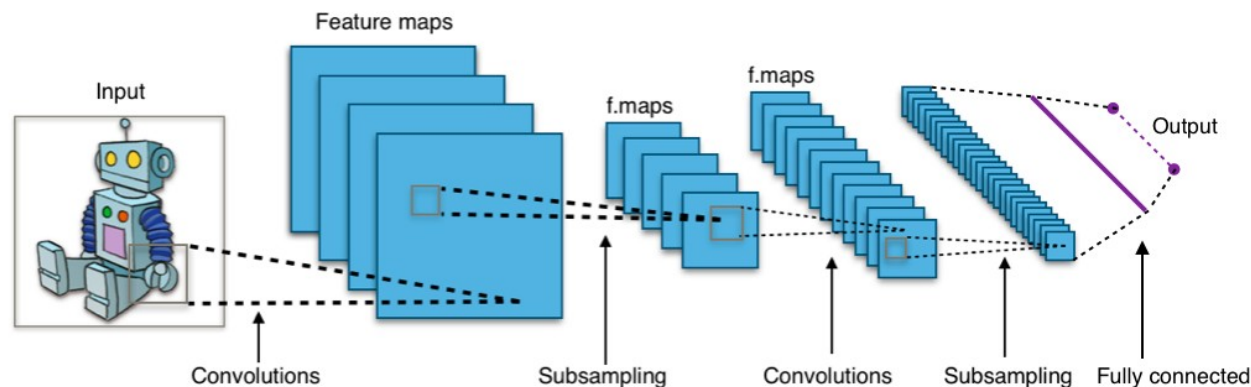 Feature maps
Input
f.maps
f.maps
Output
Convolutions
Subsampling
Convolutions
Subsampling
Fully connected